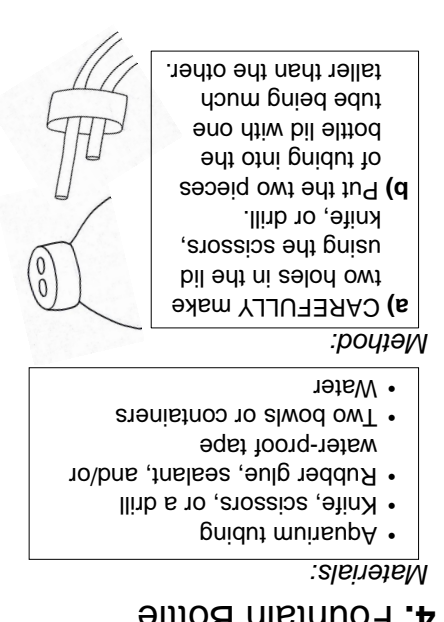 4. Fountain Bottle
Materials:
• Aquarium tubing
• Knife, scissors, or a drill
• Rubber glue, sealant, and/or
water-proof tape
• Two bowls or containers
• Water
Method:
a) CAREFULLY make
two holes in the lid
using the scissors,
knife, or drill.
b) Put the two pieces
of tubing into the
bottle lid with one
tube being much
taller than the other.